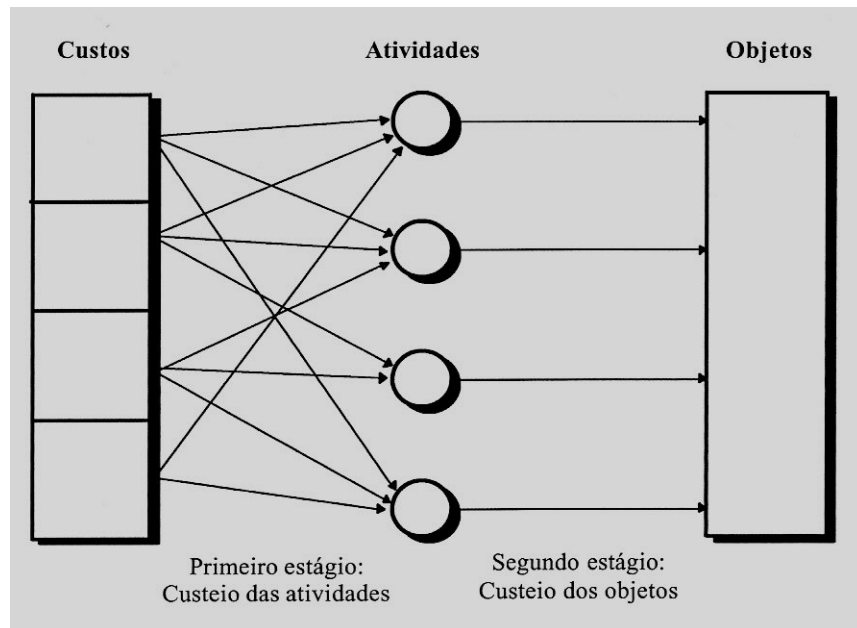 Custos
Atividades
Objetos
Primeiro estágio:
Custeio das atividades
Segundo estágio:
Custeio dos objetos